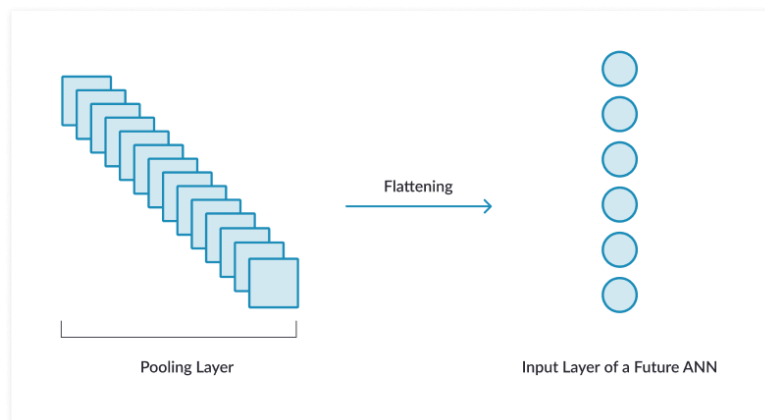 Flattening
Pooling Layer
Input Layer of a Future ANN